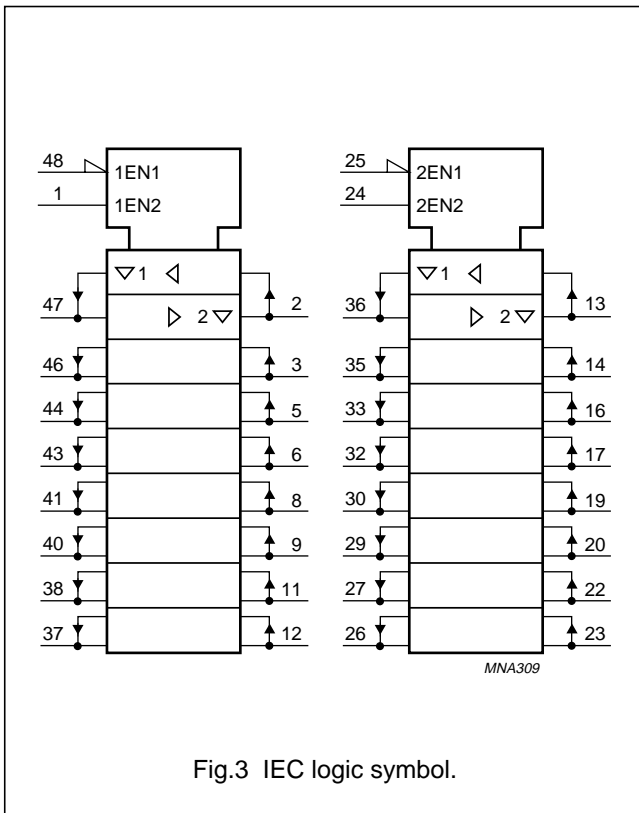 48 1EN1 25 2EN1
1 1EN2 24 2EN2
1
47 2 36 13
2 2
46 3 35 14
44 5 33 16
43 6 32 17
41 8 30 19
40 9 29 20
38 11 27 22
37 12 26 23
MNA309
Fig.3 IEC logic symbol.